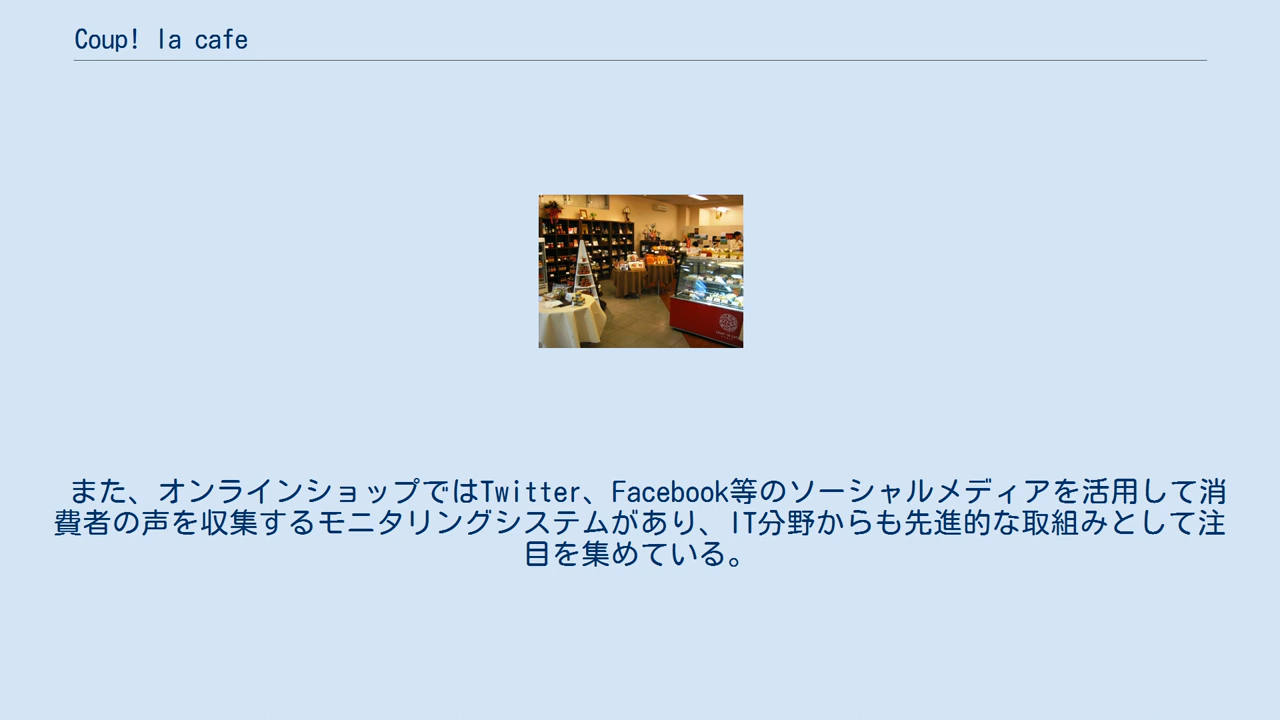 Coup! la cafe
また、オンラインショップではTwitter、Facebook等のソーシャルメディアを活用して消
費者の声を収集するモニタリングシステムがあり、IT分野からも先進的な取組みとして注
目を集めている。